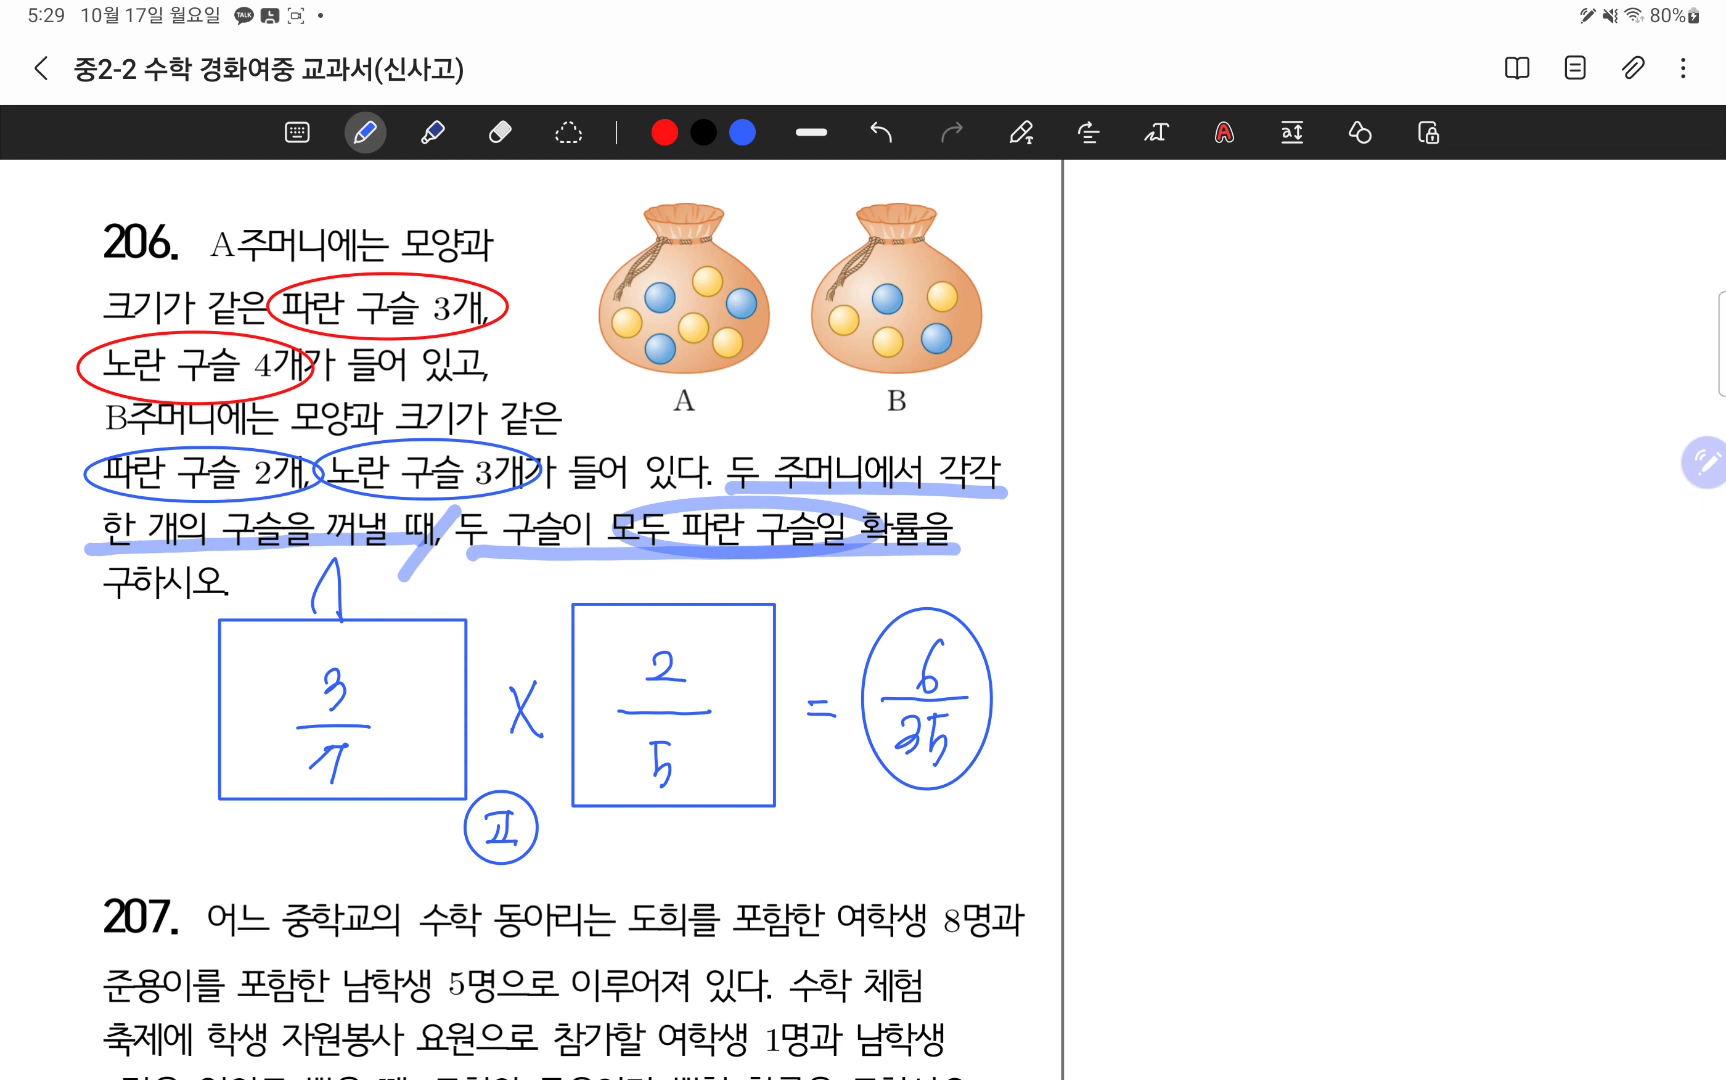 5:29 10월 17일 월요일
TALK
80%
중2-2 수학 경화여중 교과서(신사고)
206. A주머니에는 모양과
크기가 같은 파란 구슬 3개,
노란 구슬 4개가 들어 있고,
B주머니에는 모양과 크기가 같은
파란 구슬 2개, 노란 구슬 3개가 들어 있다. 두 주머니에서 각각
한 개의 구슬을 꺼낼 때, 두 구슬이 모두 파란 구슬일 확률을
구하시오.
A B
3/7 X 2/5 = 6/35
II
207. 어느 중학교의 수학 동아리는 도희를 포함한 여학생 8명과
준용이를 포함한 남학생 5명으로 이루어져 있다. 수학 체험
축제에 학생 자원봉사 요원으로 참가할 여학생 1명과 남학생